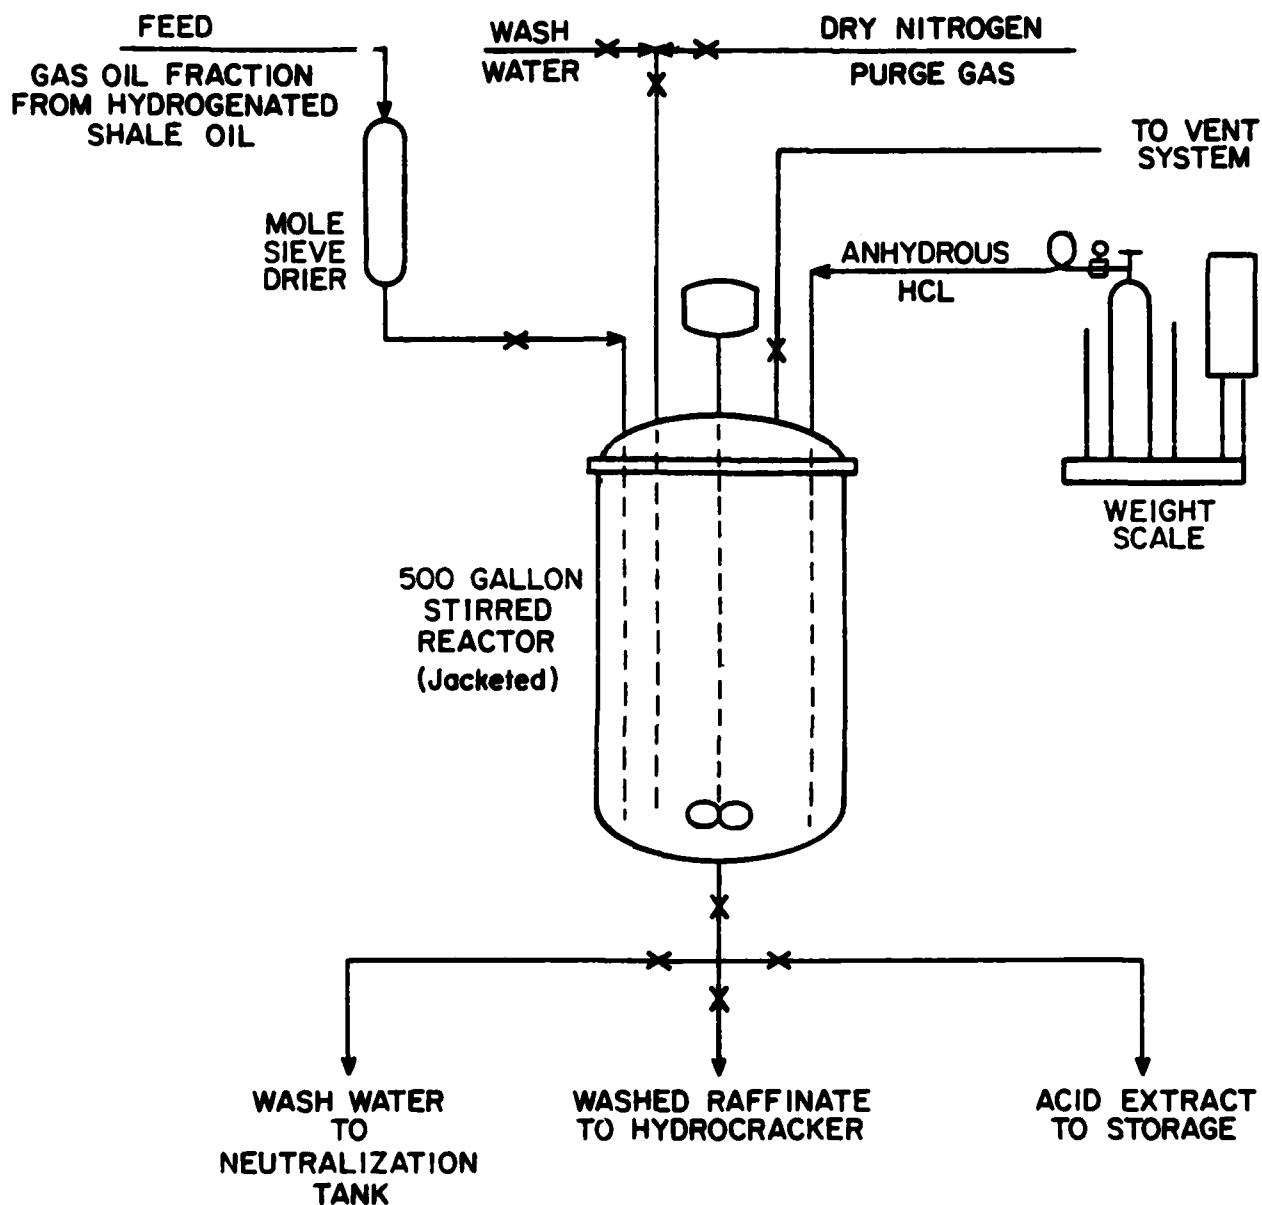 FEED
GAS OIL FRACTION
FROM HYDROGENATED
SHALE OIL
WASH
WATER
DRY NITROGEN
PURGE GAS
TO VENT
SYSTEM
MOLE
SIEVE
DRIER
ANHYDROUS
HCL
WEIGHT
SCALE
500 GALLON
STIRRED
REACTOR
(Jacketed)
WASH WATER
TO
NEUTRALIZATION
TANK
WASHED RAFFINATE
TO HYDROCRACKER
ACID EXTRACT
TO STORAGE